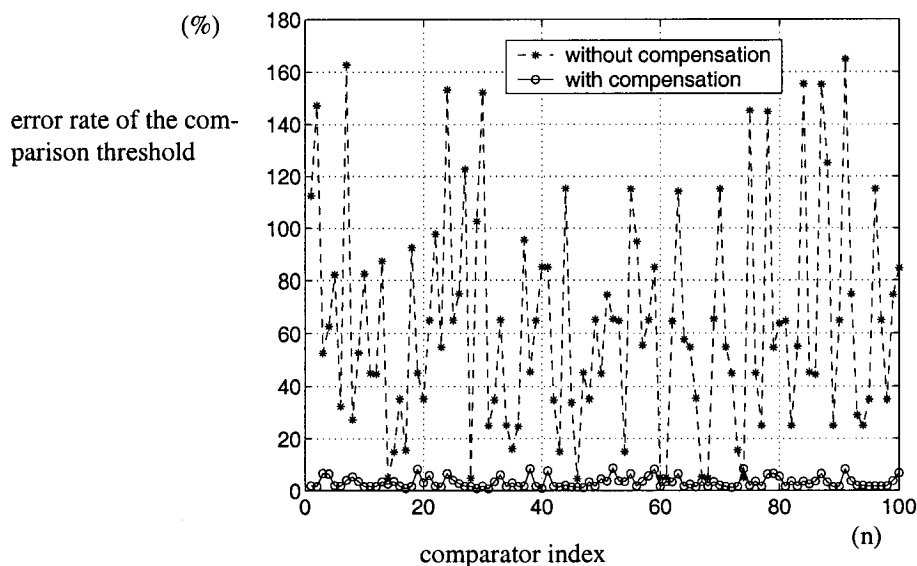 (%)
180
160
140
120
100
80
60
40
20
0
without compensation
with compensation
error rate of the com-
parison threshold
0 20 40 60 80 100
(n)
comparator index